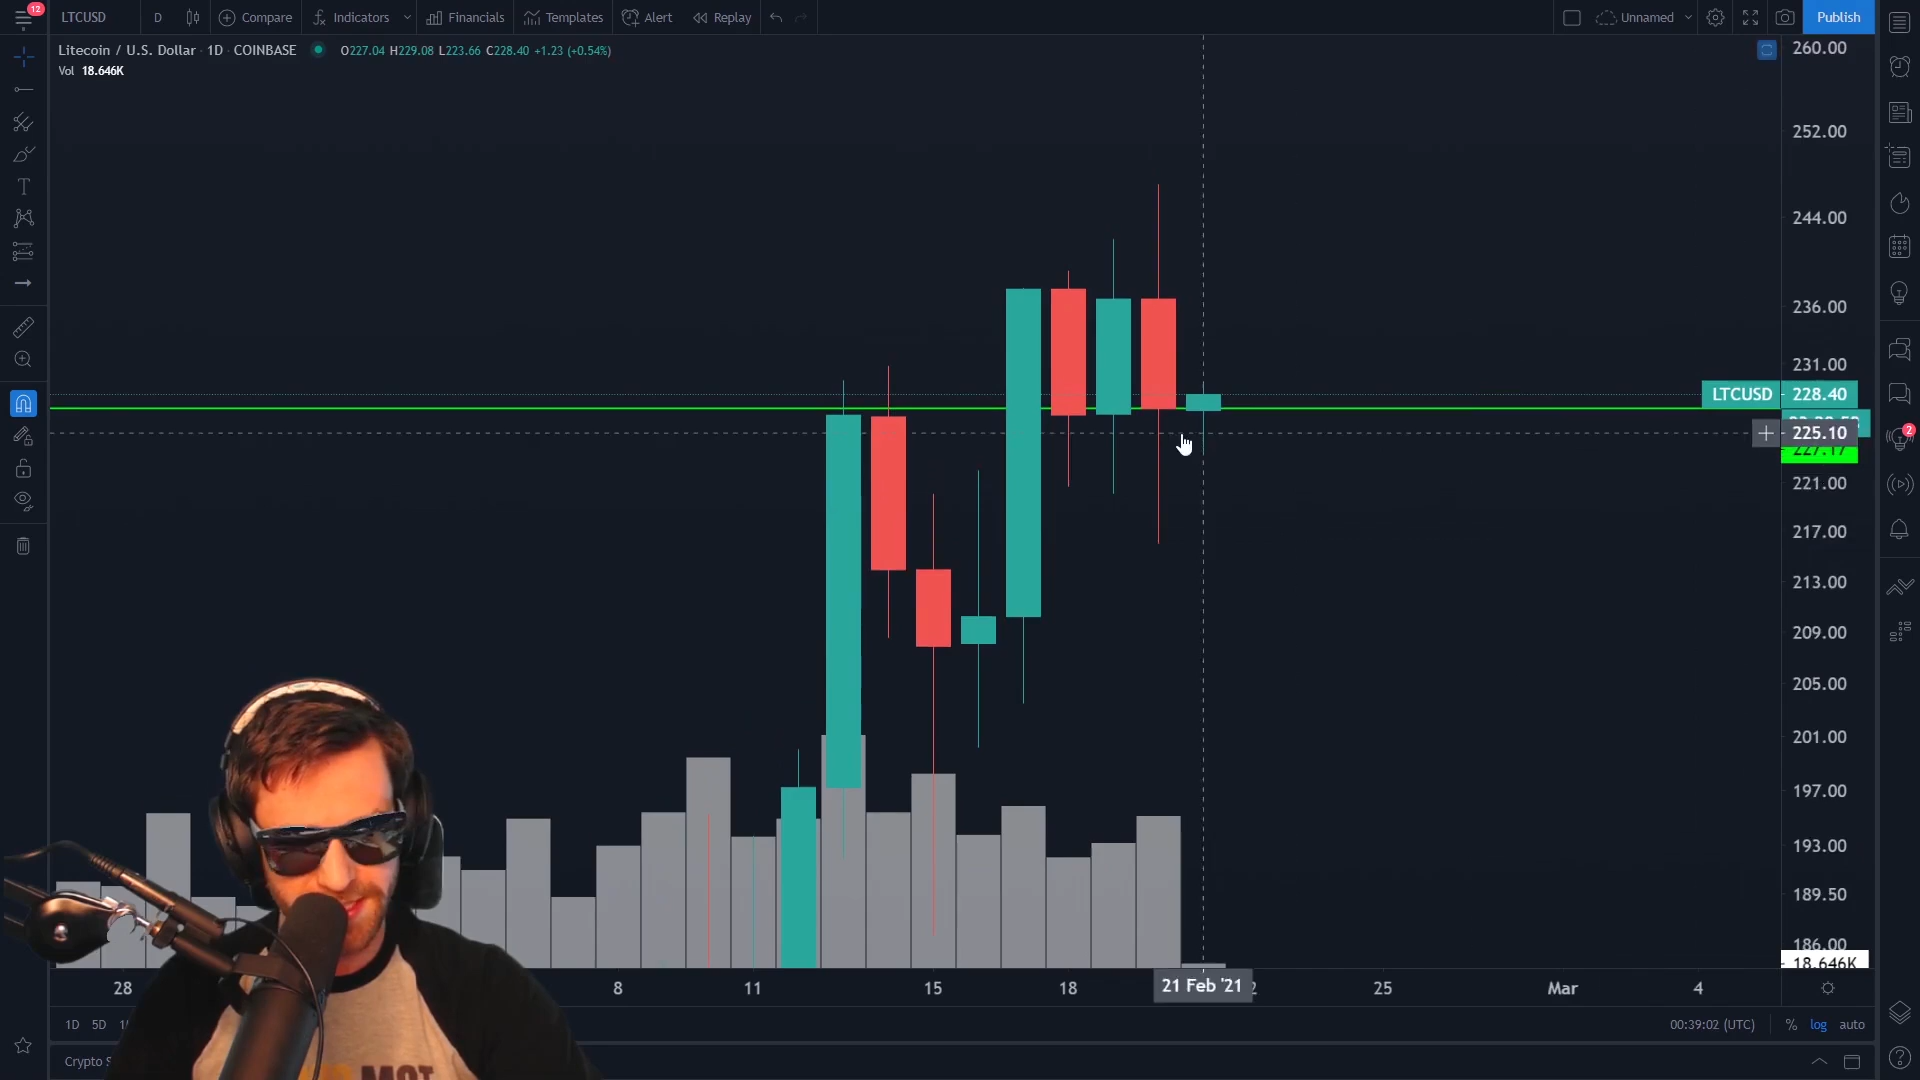 12
LTCUSD D Compare Indicators Financials Templates Alert Replay Unnamed Publish
Litecoin / U.S. Dollar · 1D · COINBASE O227.04 H229.08 L223.66 C228.40 +1.23 (+0.54%)
Vol 18.646K
260.00
252.00
244.00
236.00
231.00
LTCUSD 228.40
225.10
227.17
2
221.00
217.00
213.00
209.00
205.00
201.00
197.00
193.00
189.50
186.00
18.646K
28 8 11 15 18 21 Feb '21 2 25 Mar 4
1D 5D 00:39:02 (UTC) % log auto
Crypto S
MOT